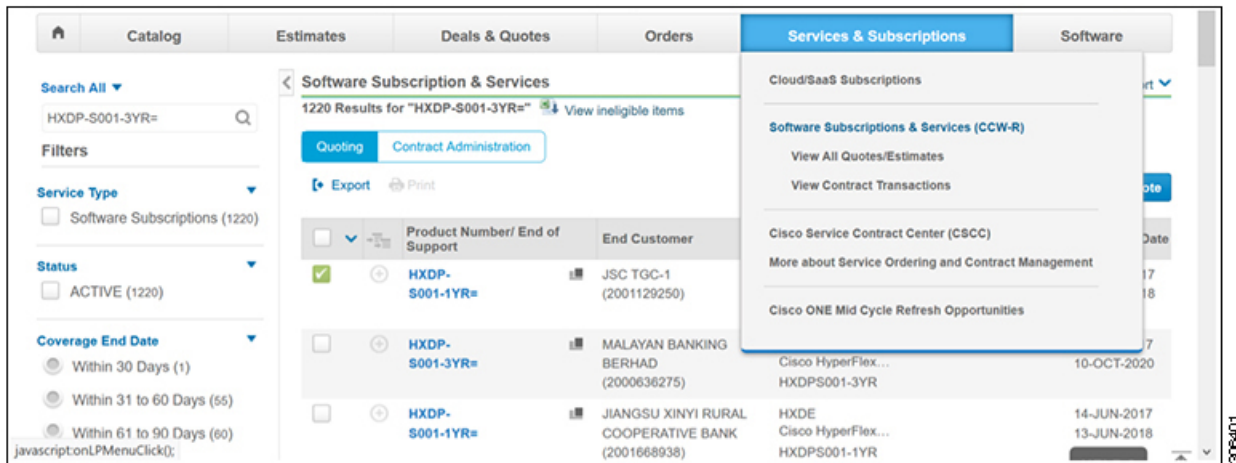 Catalog Estimates Deals & Quotes Orders Services & Subscriptions Software
Search All
HXDP-S001-3YR=
Filters
Service Type
Software Subscriptions (1220)
Status
ACTIVE (1220)
Coverage End Date
Within 30 Days (1)
Within 31 to 60 Days (55)
Within 61 to 90 Days (60)
javascript:onLPMenuClick();
Software Subscription & Services
1220 Results for "HXDP-S001-3YR=" View ineligible items
Quoting Contract Administration
Export Print
Product Number/ End of Support End Customer Date
HXDP-S001-1YR= JSC TGC-1 (2001129250) 17 18
HXDP-S001-3YR= MALAYAN BANKING BERHAD (2000636275) Cisco HyperFlex... HXDPS001-3YR 7 10-OCT-2020
HXDP-S001-1YR= JIANGSU XINYI RURAL COOPERATIVE BANK (2001668938) HXDE Cisco HyperFlex... HXDPS001-1YR 14-JUN-2017 13-JUN-2018
Cloud/SaaS Subscriptions
Software Subscriptions & Services (CCW-R)
View All Quotes/Estimates
View Contract Transactions
Cisco Service Contract Center (CSCC)
More about Service Ordering and Contract Management
Cisco ONE Mid Cycle Refresh Opportunities
306401